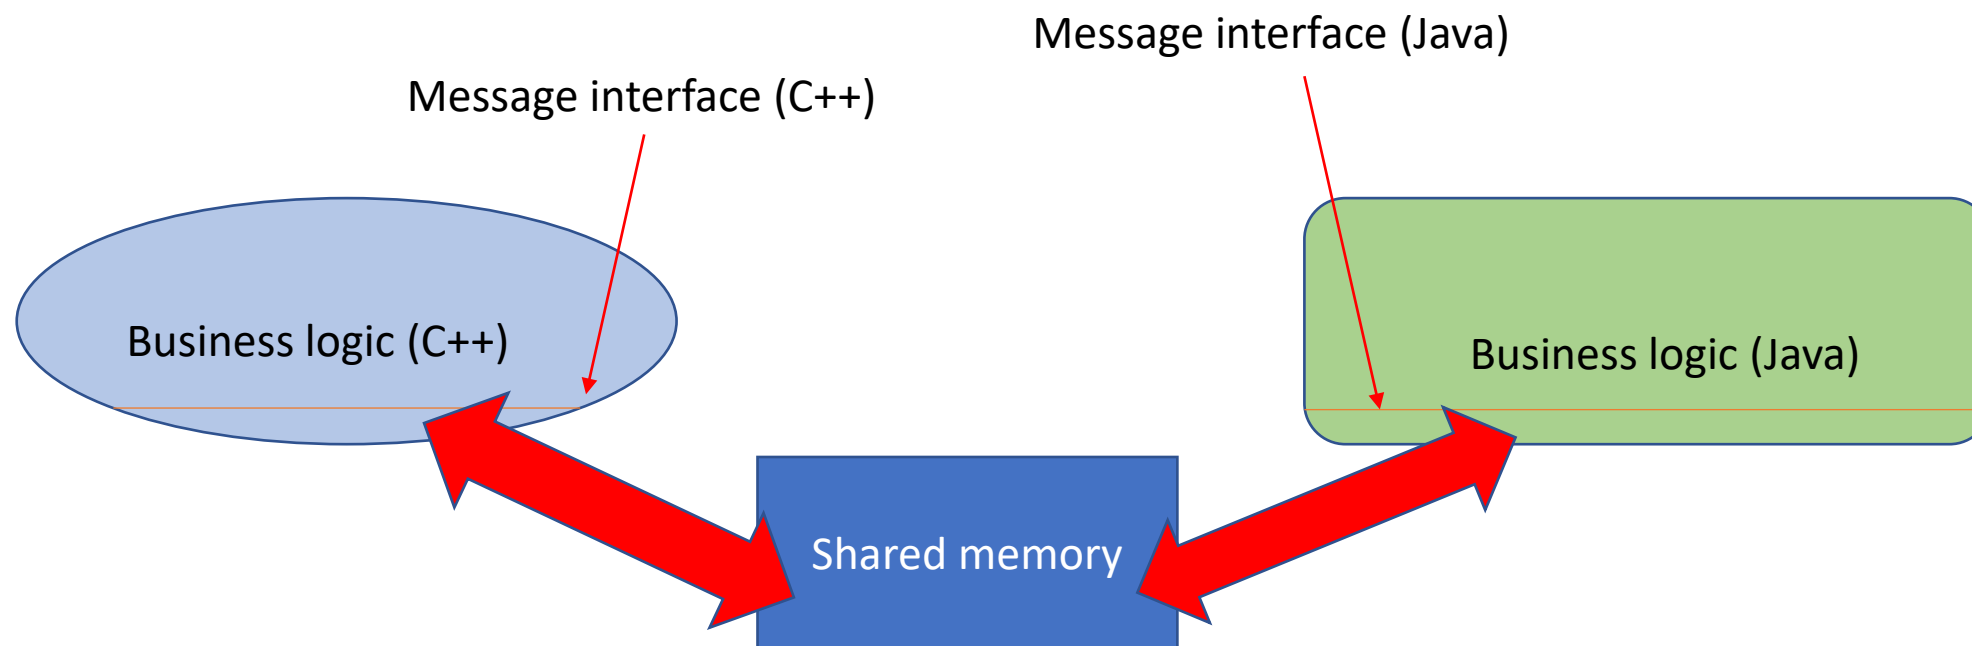 Message interface (Java)
Message interface (C++)
Business logic (C++)
Business logic (Java)
Shared memory